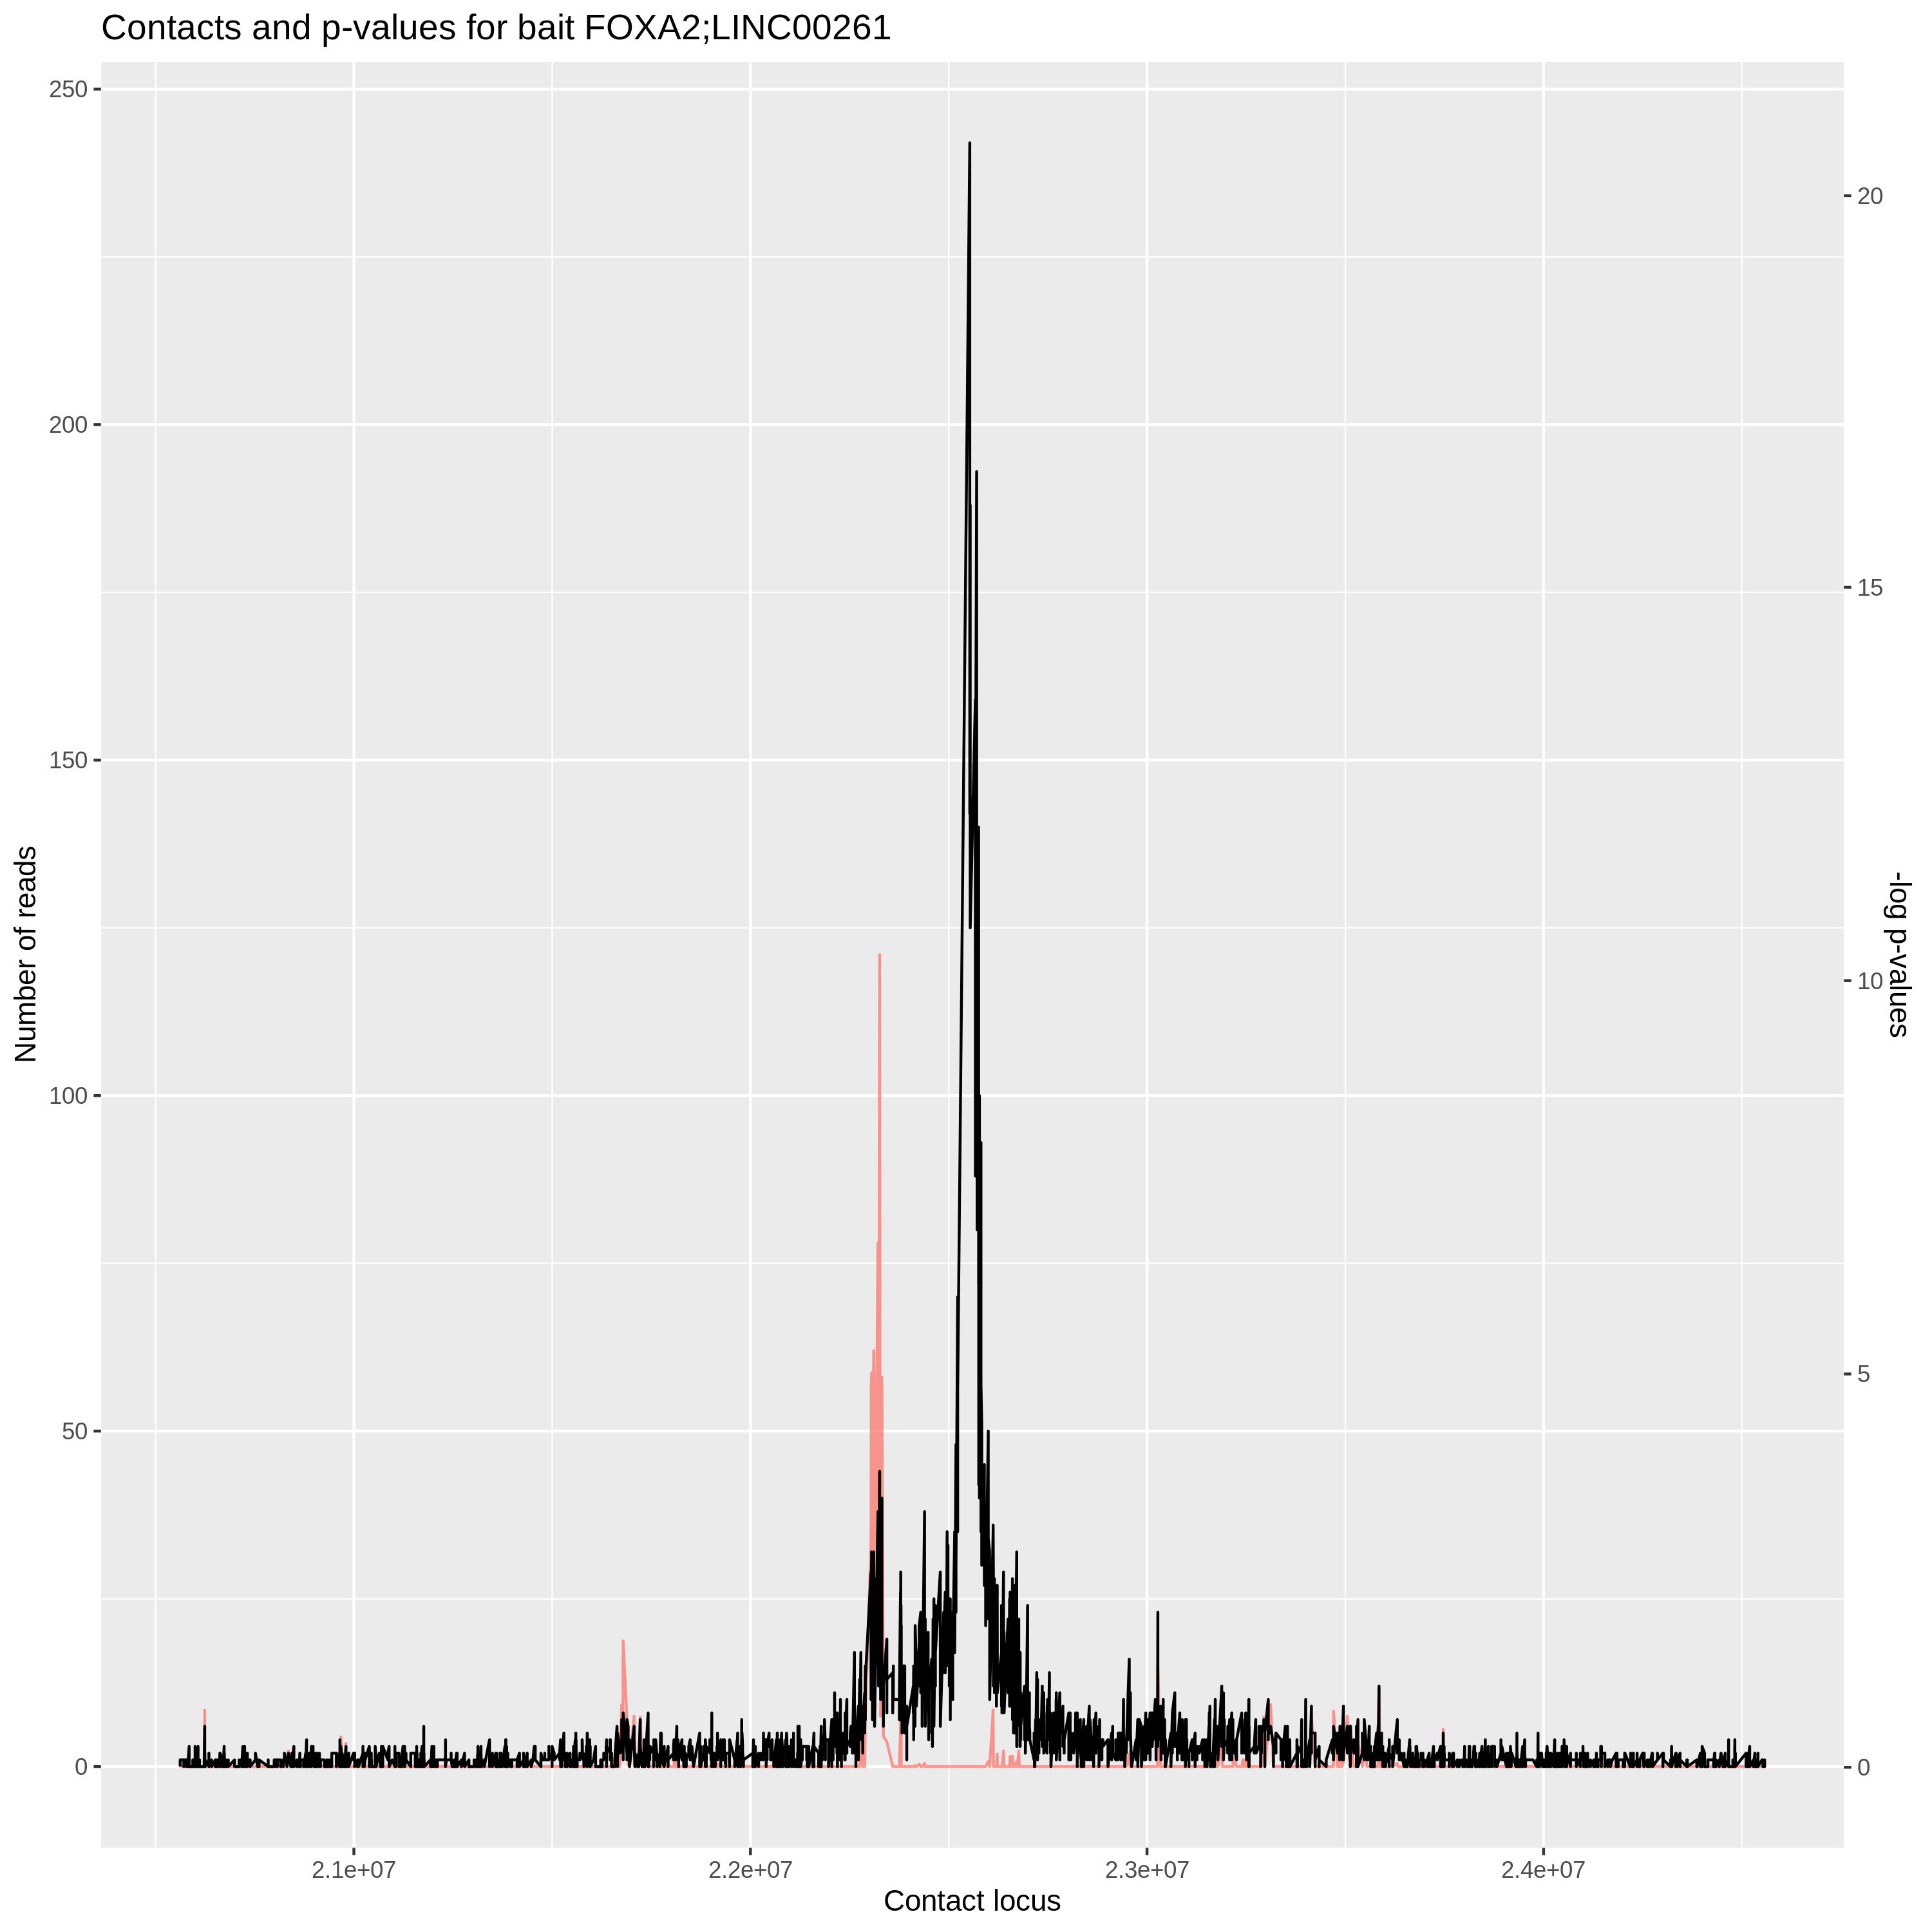 Contacts and p-values for bait FOXA2;LINC00261
250
200
150
100
50
0
Number of reads
20
15
10
5
0
-log p-values
2.1e+07
2.2e+07
2.3e+07
2.4e+07
Contact locus